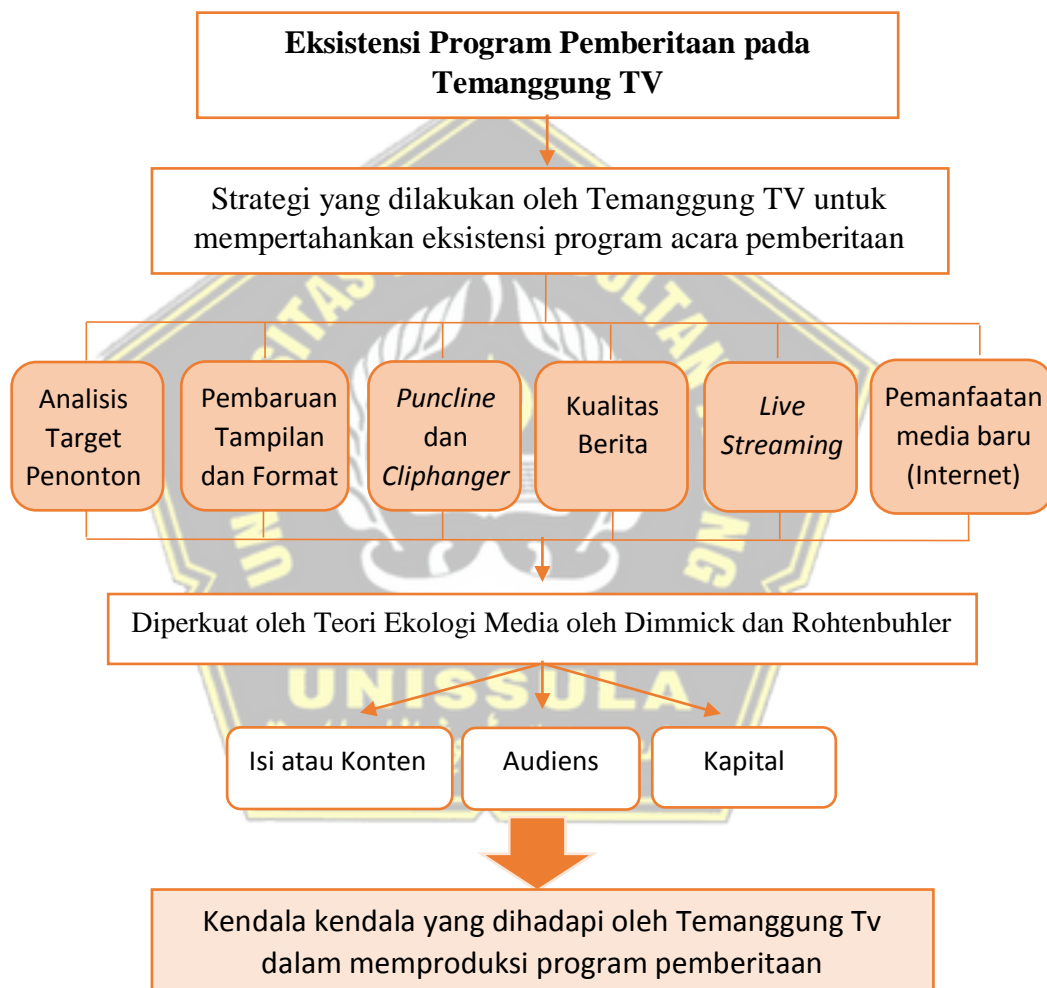 Eksistensi Program Pemberitaan pada
Temanggung TV
Strategi yang dilakukan oleh Temanggung TV untuk
mempertahankan eksistensi program acara pemberitaan
Analisis
Target
Penonton
Pembaruan
Tampilan
dan Format
Puncline
dan
Cliphanger
Kualitas
Berita
Live
Streaming
Pemanfaatan
media baru
(Internet)
Diperkuat oleh Teori Ekologi Media oleh Dimmick dan Rohtenbuhler
UNISSULA
Isi atau Konten
Audiens
Kapital
Kendala kendala yang dihadapi oleh Temanggung Tv
dalam memproduksi program pemberitaan